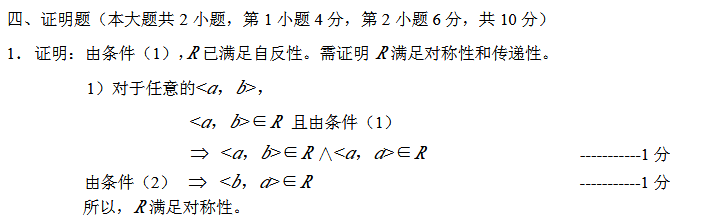 四、证明题（本大题共 2 小题，第 1 小题 4 分，第 2 小题 6 分，共 10 分）
1. 证明：由条件（1），R 已满足自反性。需证明 R 满足对称性和传递性。
1）对于任意的<a，b>，
<a，b>∈R 且由条件（1）
⇒ <a，b>∈R ∧<a，a>∈R -----------1 分
由条件（2） ⇒ <b，a>∈R -----------1 分
所以，R 满足对称性。